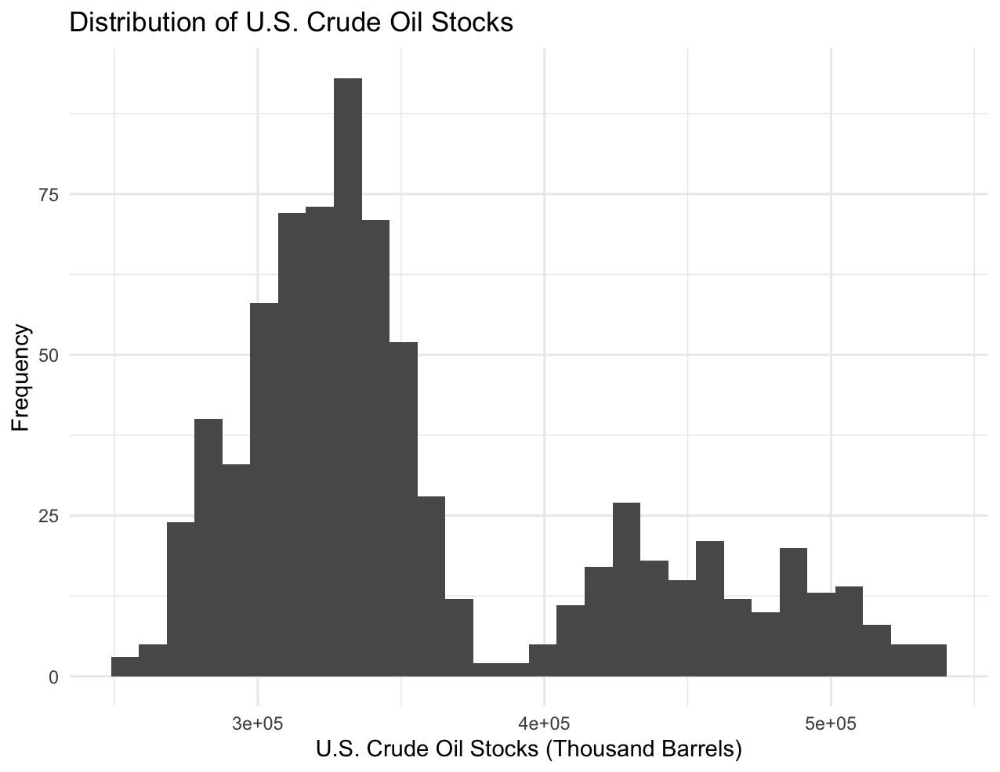 Distribution of U.S. Crude Oil Stocks
75
50
25
0
Frequency
3e+05 4e+05 5e+05
U.S. Crude Oil Stocks (Thousand Barrels)